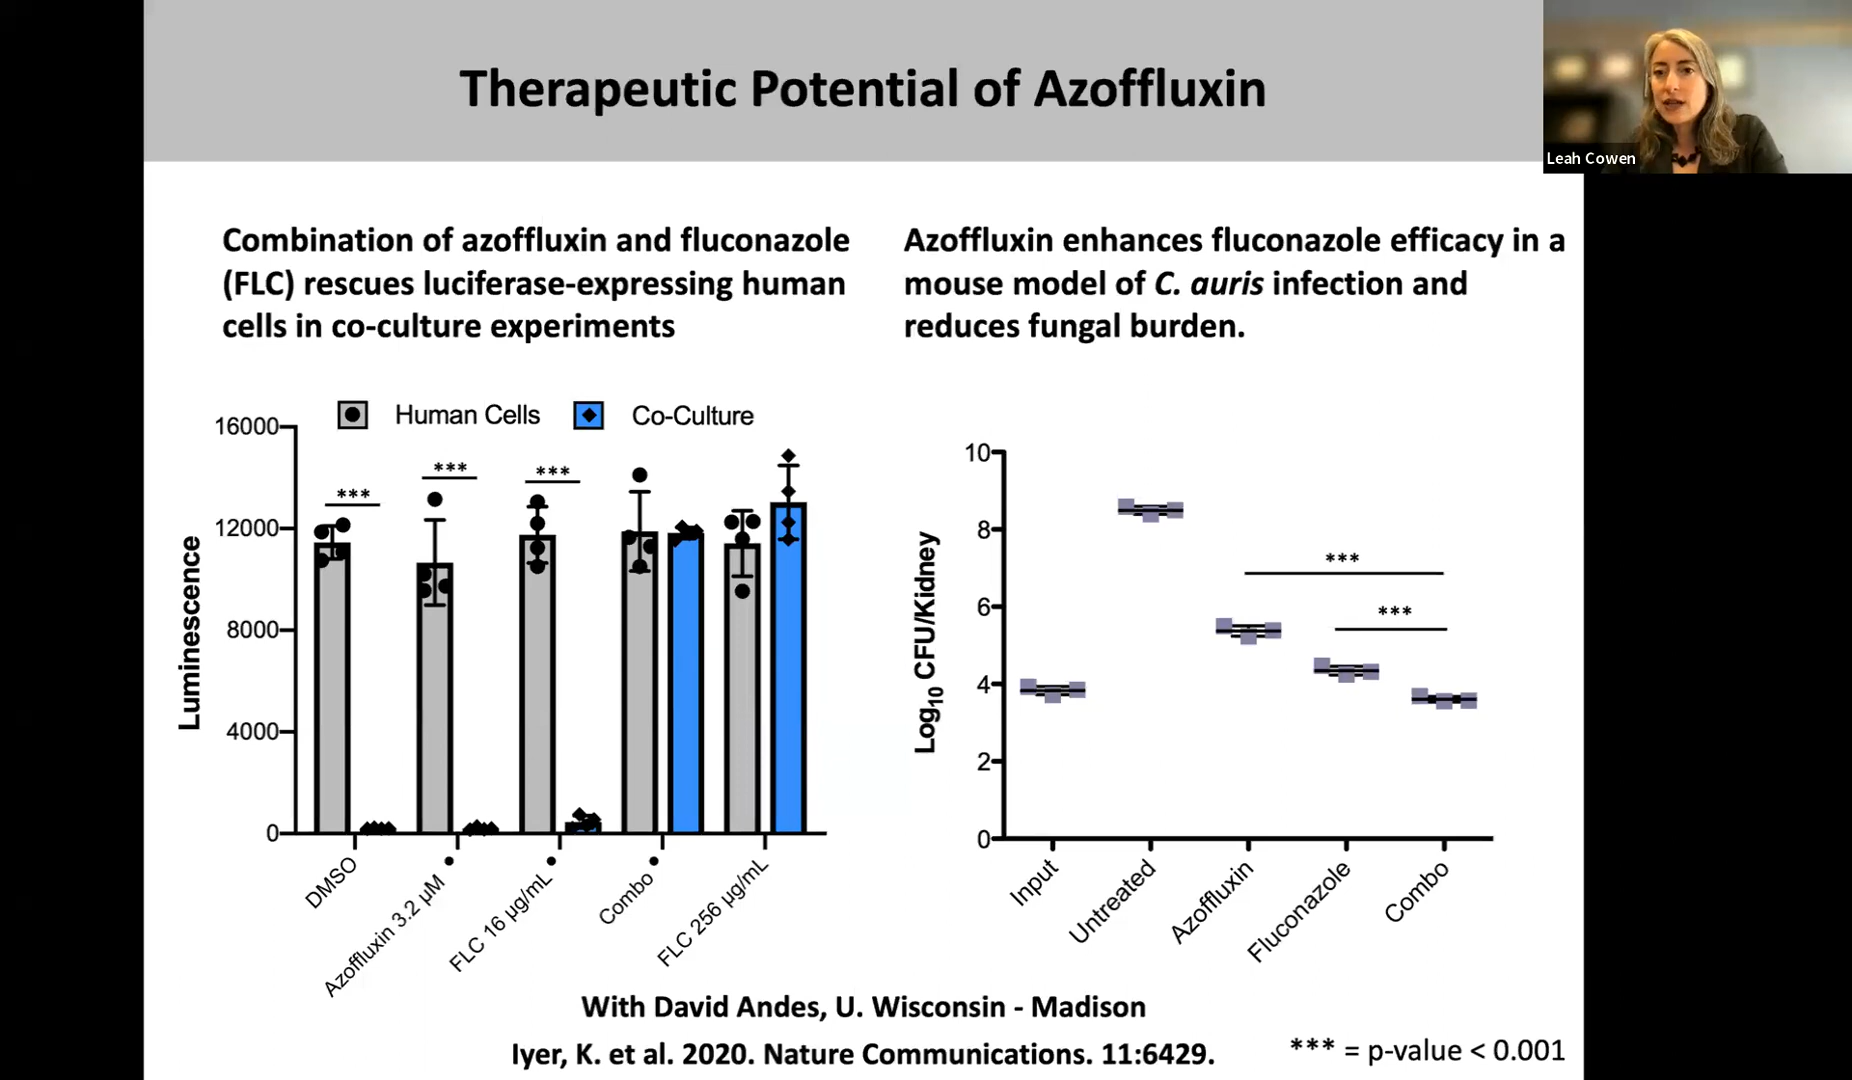 Therapeutic Potential of Azoffluxin
Leah Cowen
Combination of azoffluxin and fluconazole
(FLC) rescues luciferase-expressing human
cells in co-culture experiments
Azoffluxin enhances fluconazole efficacy in a
mouse model of C. auris infection and
reduces fungal burden.
Human Cells
Co-Culture
Luminescence
16000
12000
8000
4000
0
***
***
***
DMSO
Azoffluxin 3.2 µM
FLC 16 µg/mL
Combo
FLC 256 µg/mL
Log10 CFU/Kidney
10
8
6
4
2
0
***
***
Input
Untreated
Azoffluxin
Fluconazole
Combo
With David Andes, U. Wisconsin - Madison
Iyer, K. et al. 2020. Nature Communications. 11:6429.
*** = p-value < 0.001